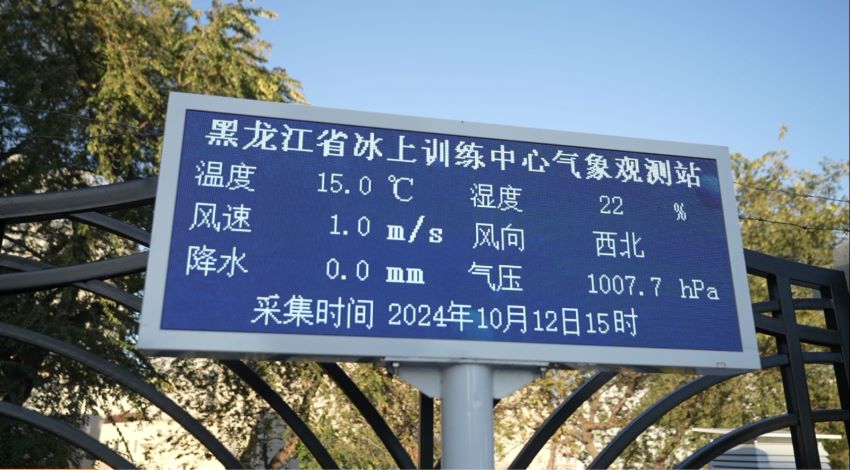 黑龙江省冰上训练中心气象观测站
温度 15.0 ℃ 湿度 22 %
风速 1.0 m/s 风向 西北
降水 0.0 mm 气压 1007.7 hPa
采集时间 2024年10月12日15时